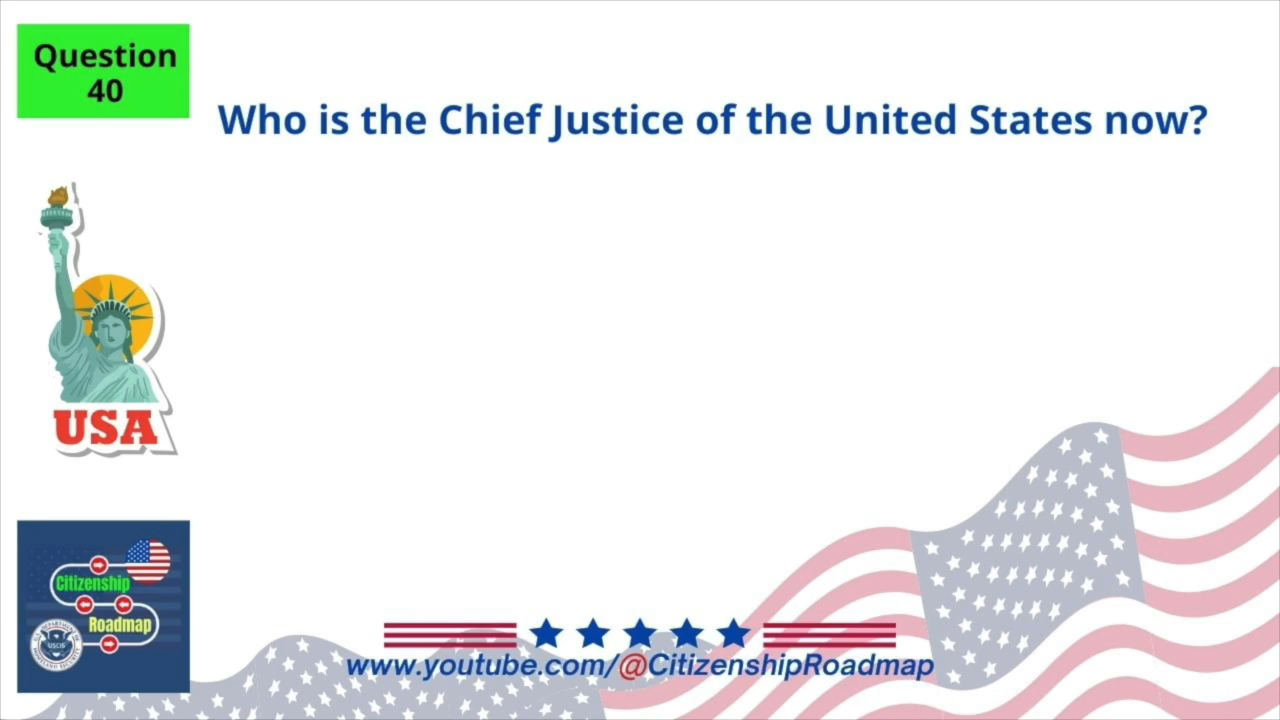 Question
40
Who is the Chief Justice of the United States now?
USA
Citizenship
Roadmap
USCIS
www.youtube.com/@CitizenshipRoadmap